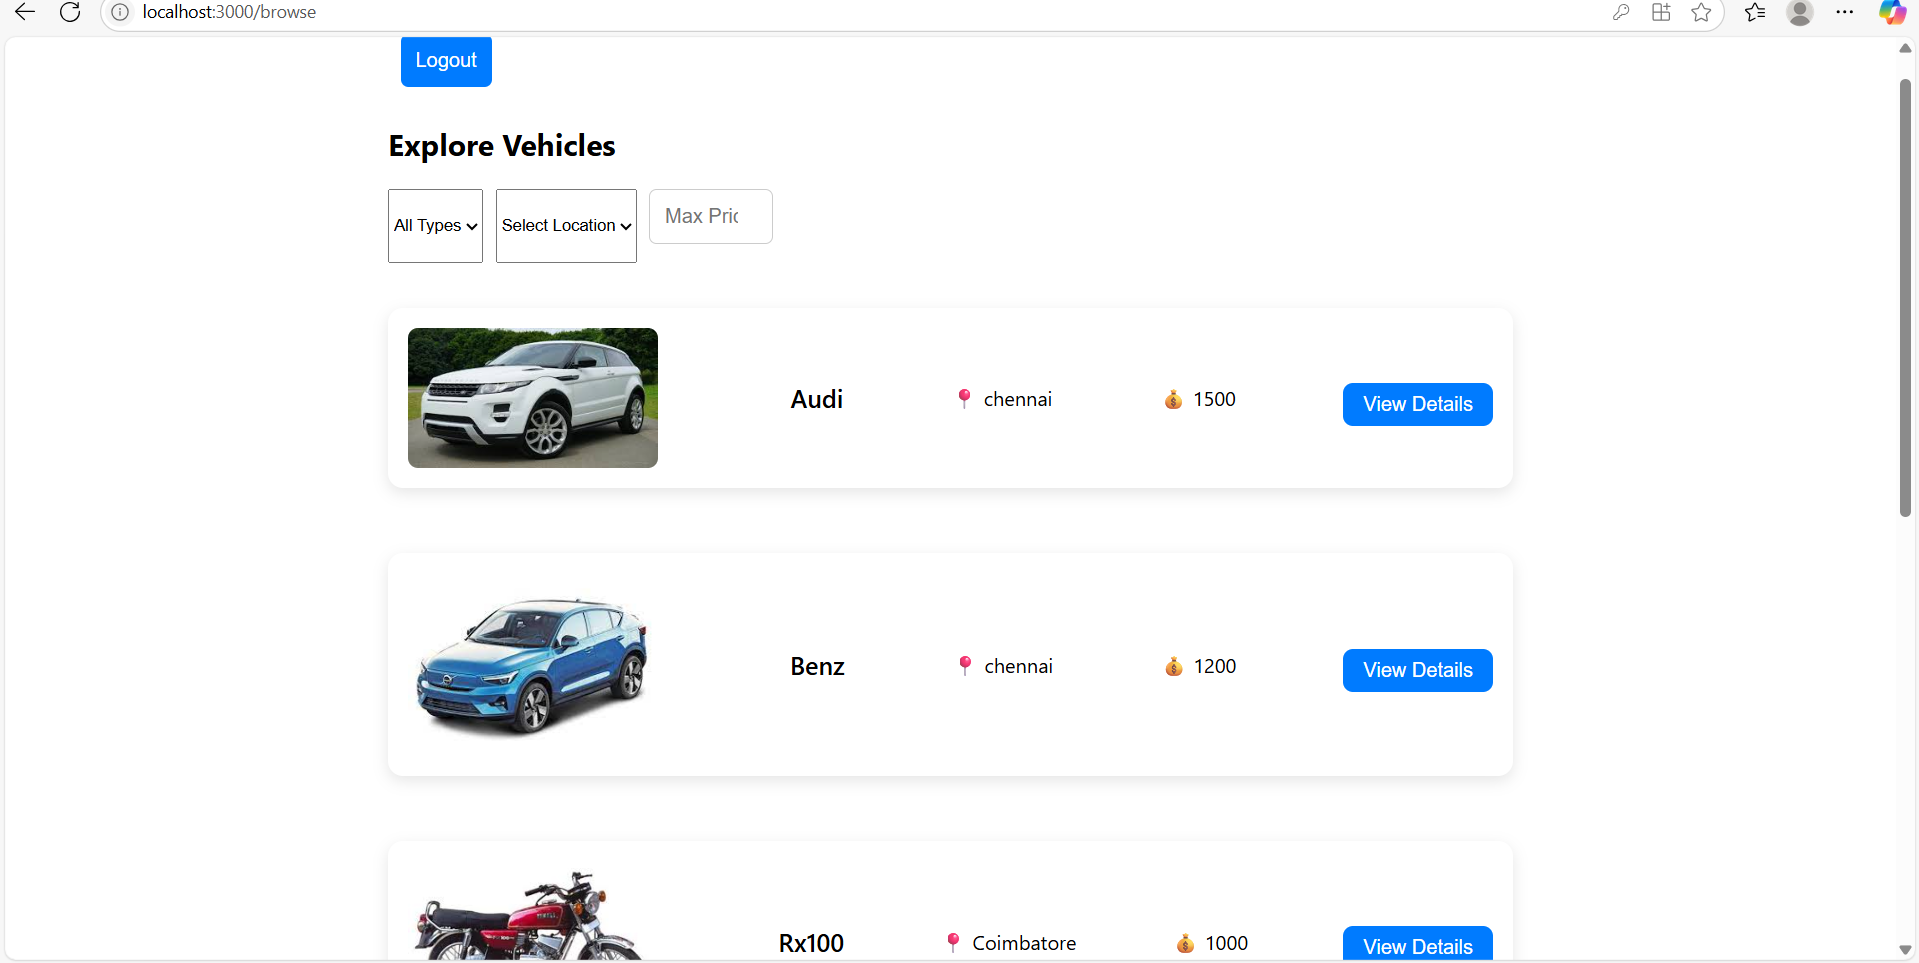 localhost:3000/browse
Logout
Explore Vehicles
All Types Select Location Max Pric
Audi chennai 1500 View Details
Benz chennai 1200 View Details
Rx100 Coimbatore 1000 View Details